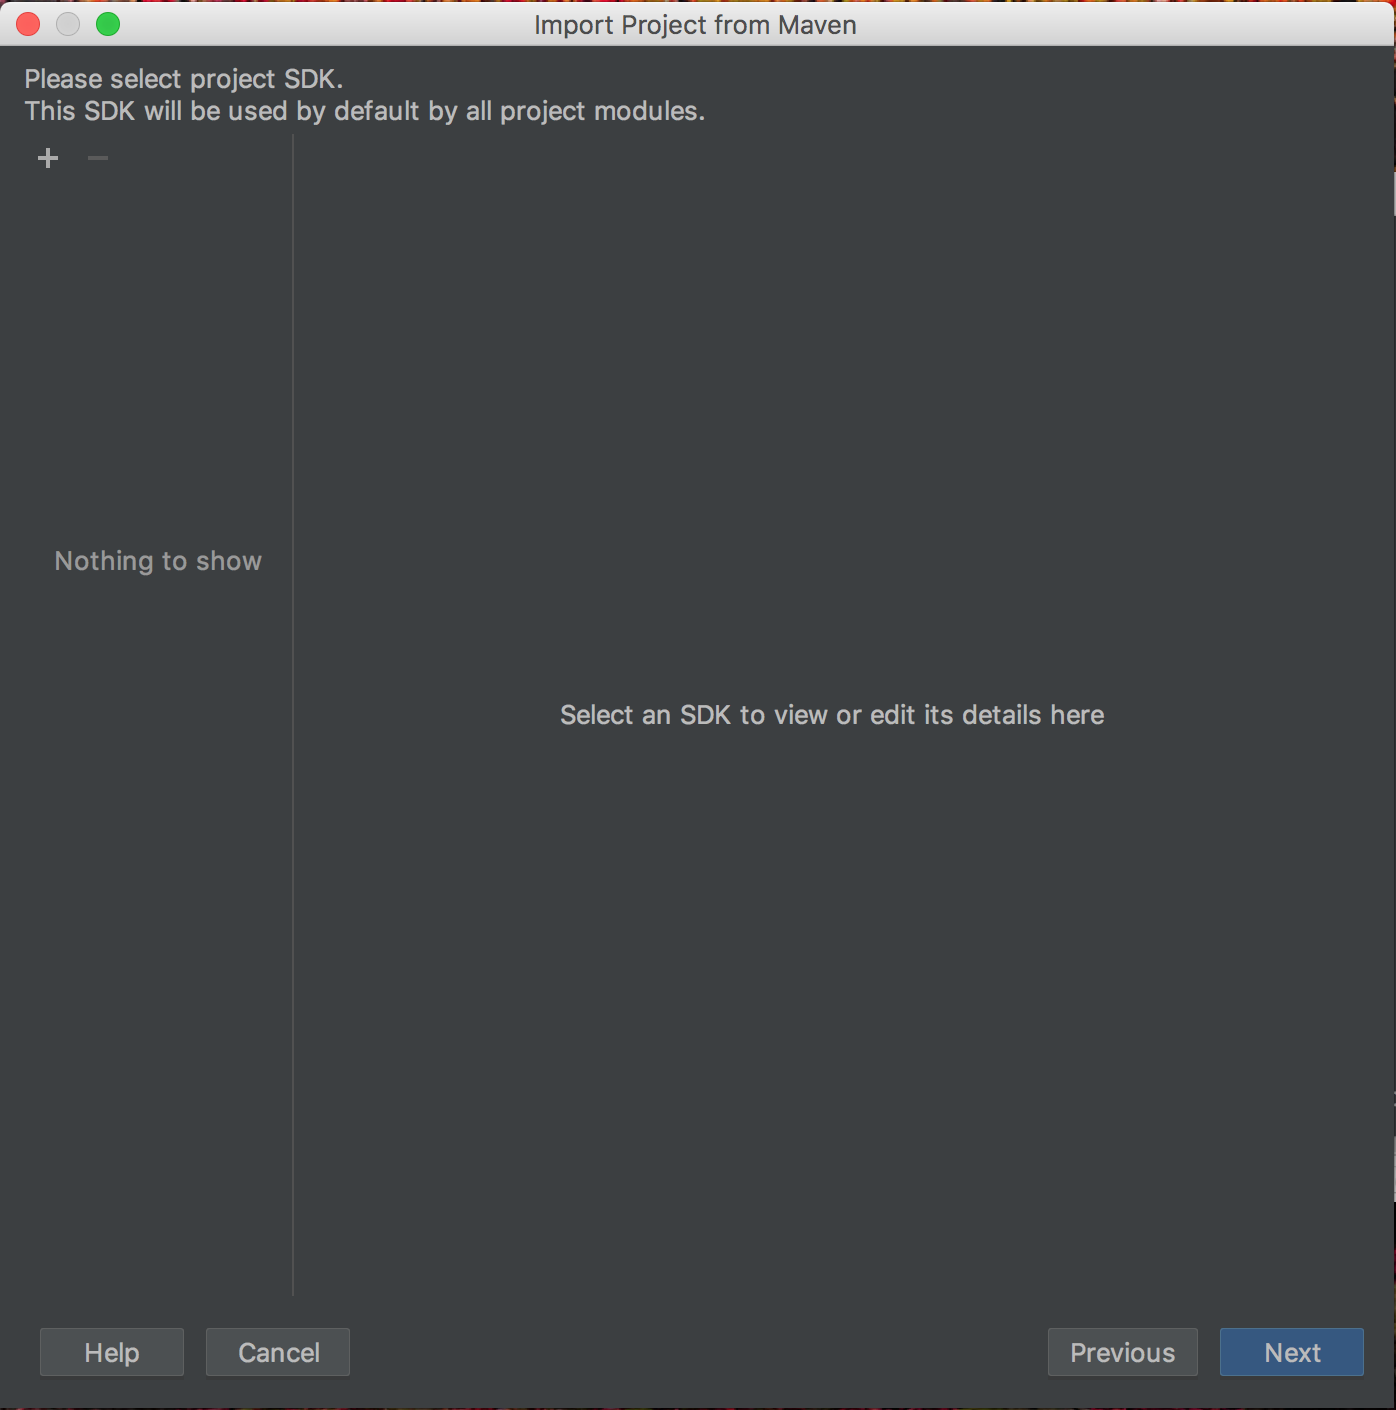 Import Project from Maven
Please select project SDK.
This SDK will be used by default by all project modules.
Nothing to show
Select an SDK to view or edit its details here
Help
Cancel
Previous
Next